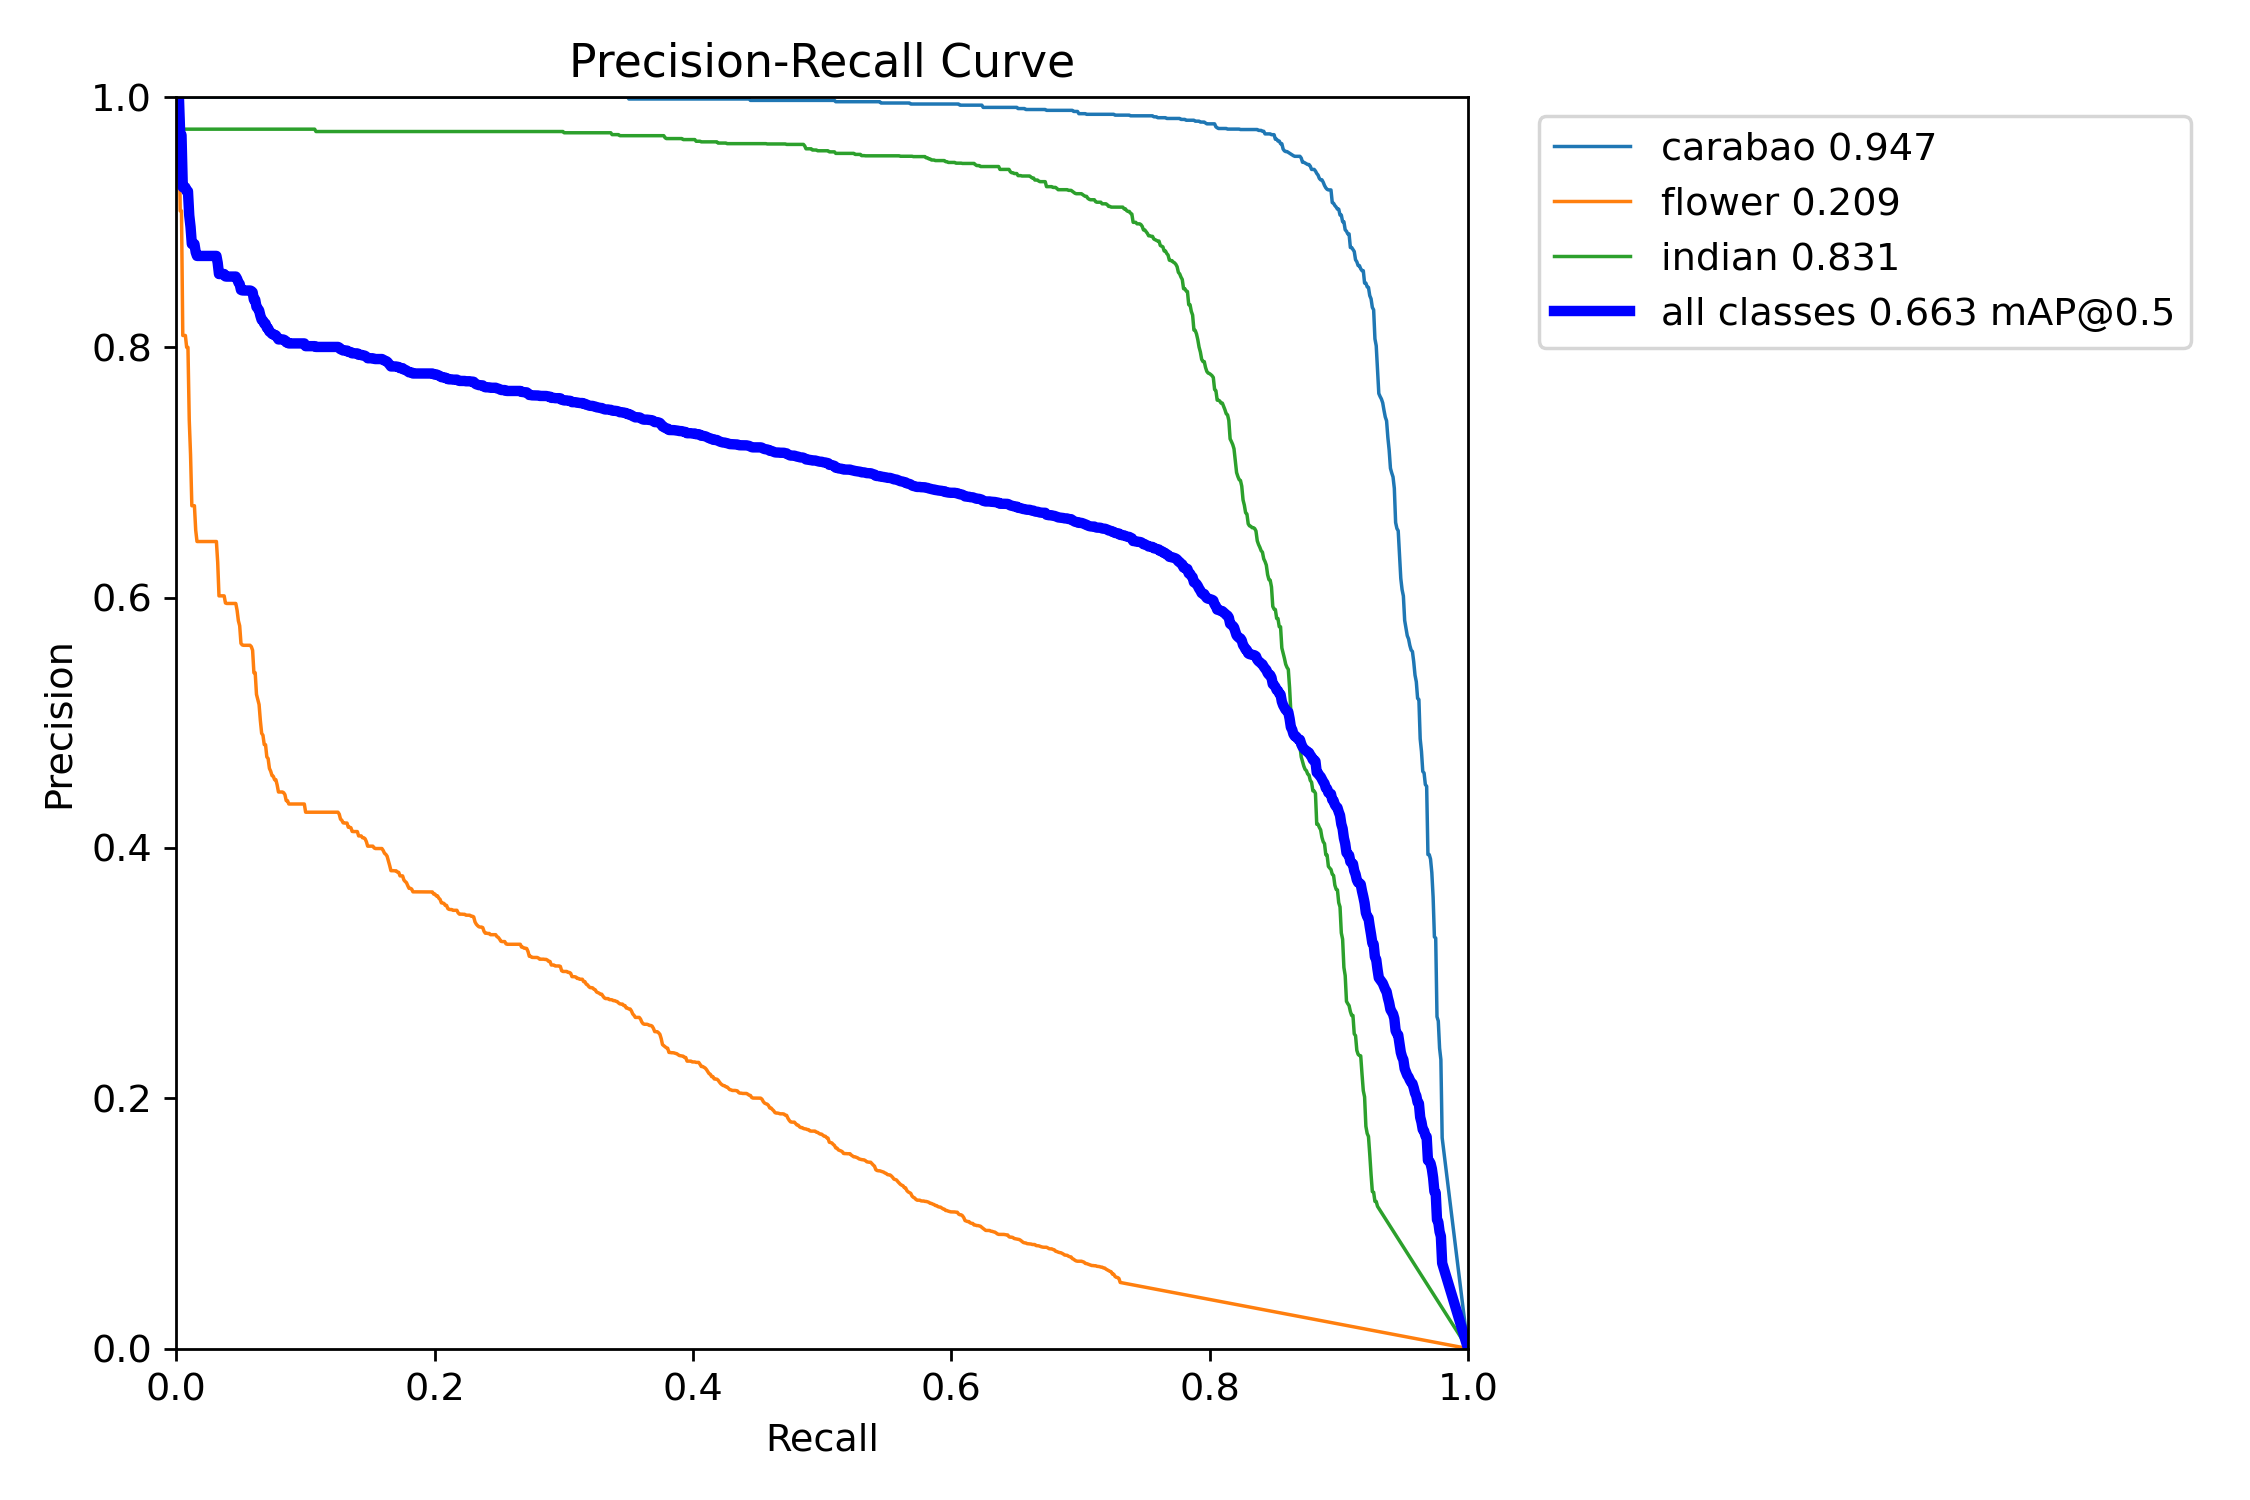 Precision-Recall Curve
1.0
0.8
0.6
0.4
0.2
0.0
Precision
0.0 0.2 0.4 0.6 0.8 1.0
Recall
carabao 0.947
flower 0.209
indian 0.831
all classes 0.663 mAP@0.5